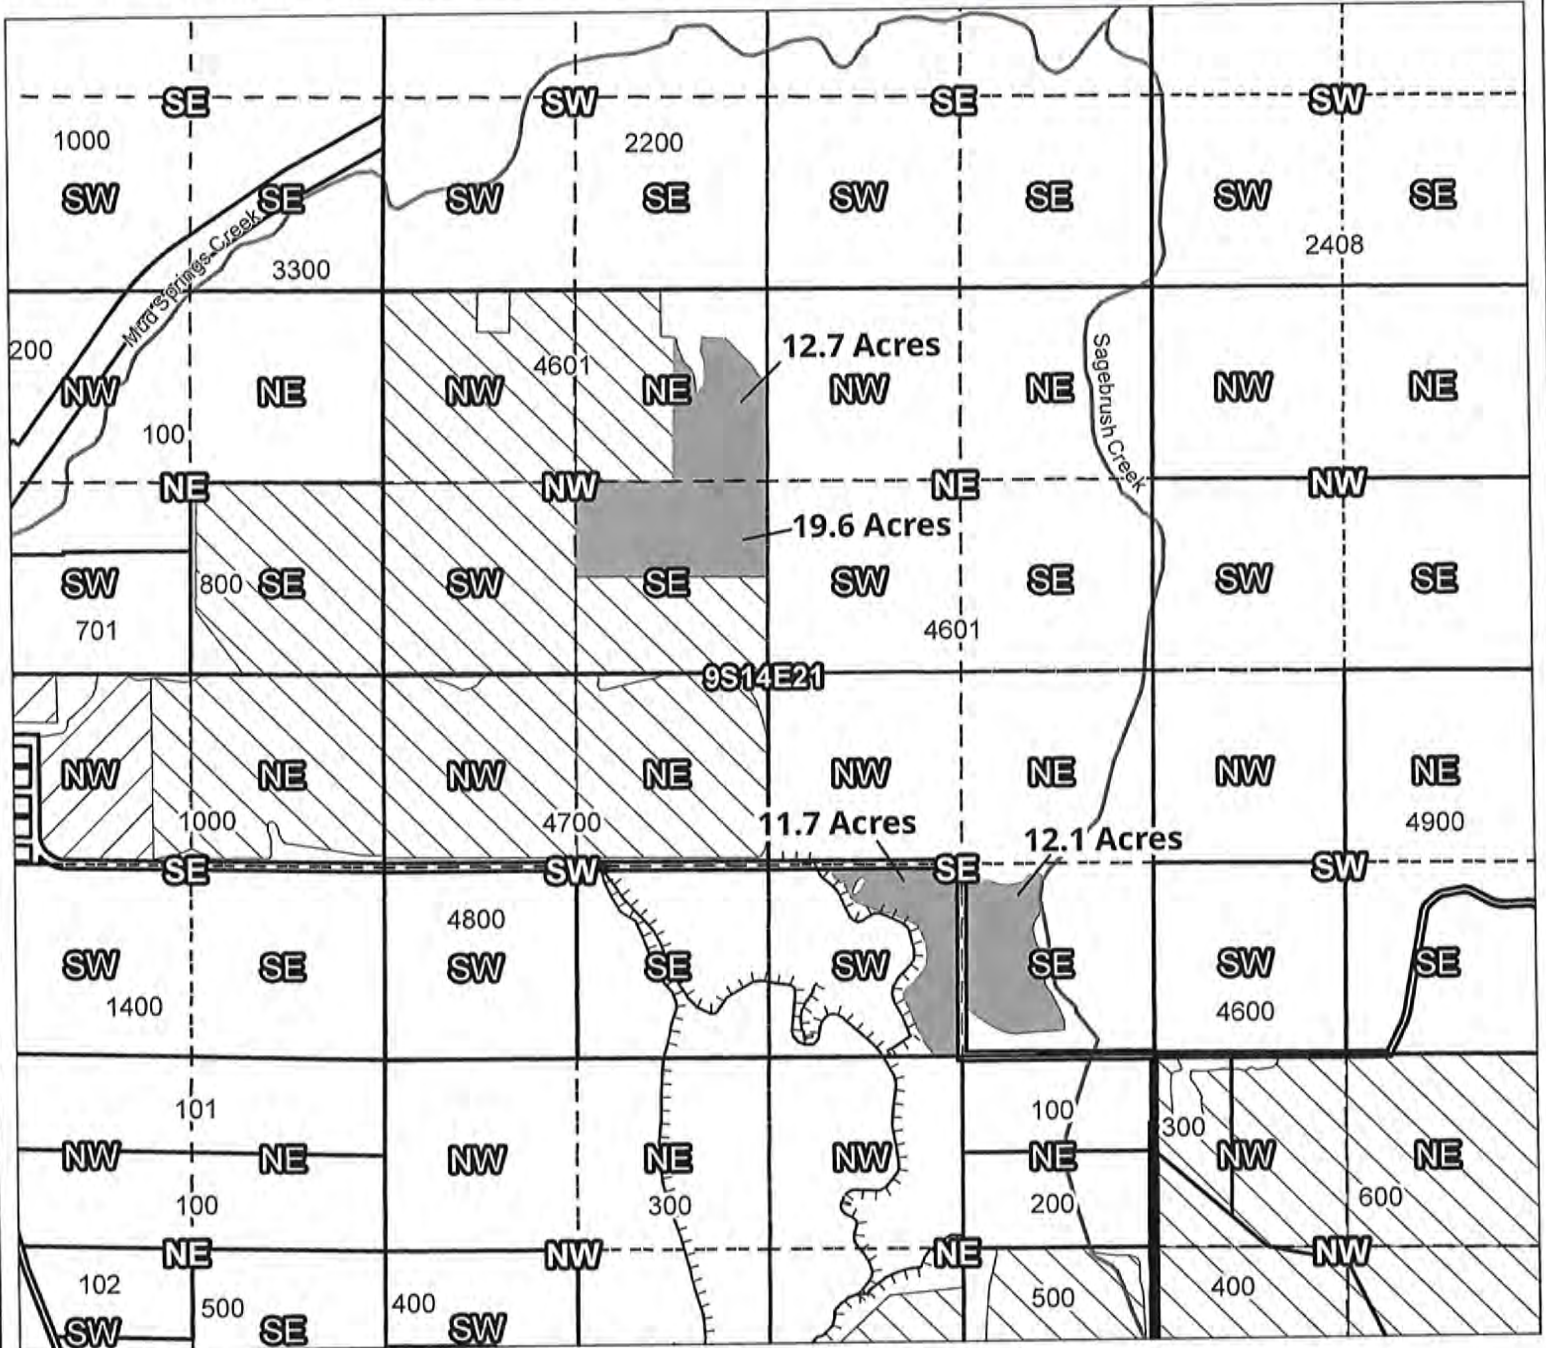 SE SW SE SW
1000 2200
SW SE SW SE SW SE SW SE
Mud Springs Creek
3300 2408
200 4601 12.7 Acres
NW NE NW NE NW NE NW NE
Sagebrush Creek
100
NE NW NE NW
19.6 Acres
SW 800 SE SW SE SW SE SW SE
701 4601
9S14E21
NW NE NW NE NW NE NW NE
1000 4700 11.7 Acres 12.1 Acres 4900
SE SW SE SW
4800
SW SE SW SE SW SE SW SE
1400 4600
101 100 300
NW NE NW NE NW NE NW NE
100 300 200 600
NE NW NE NW
102 500 400 500 400
SW SE SW